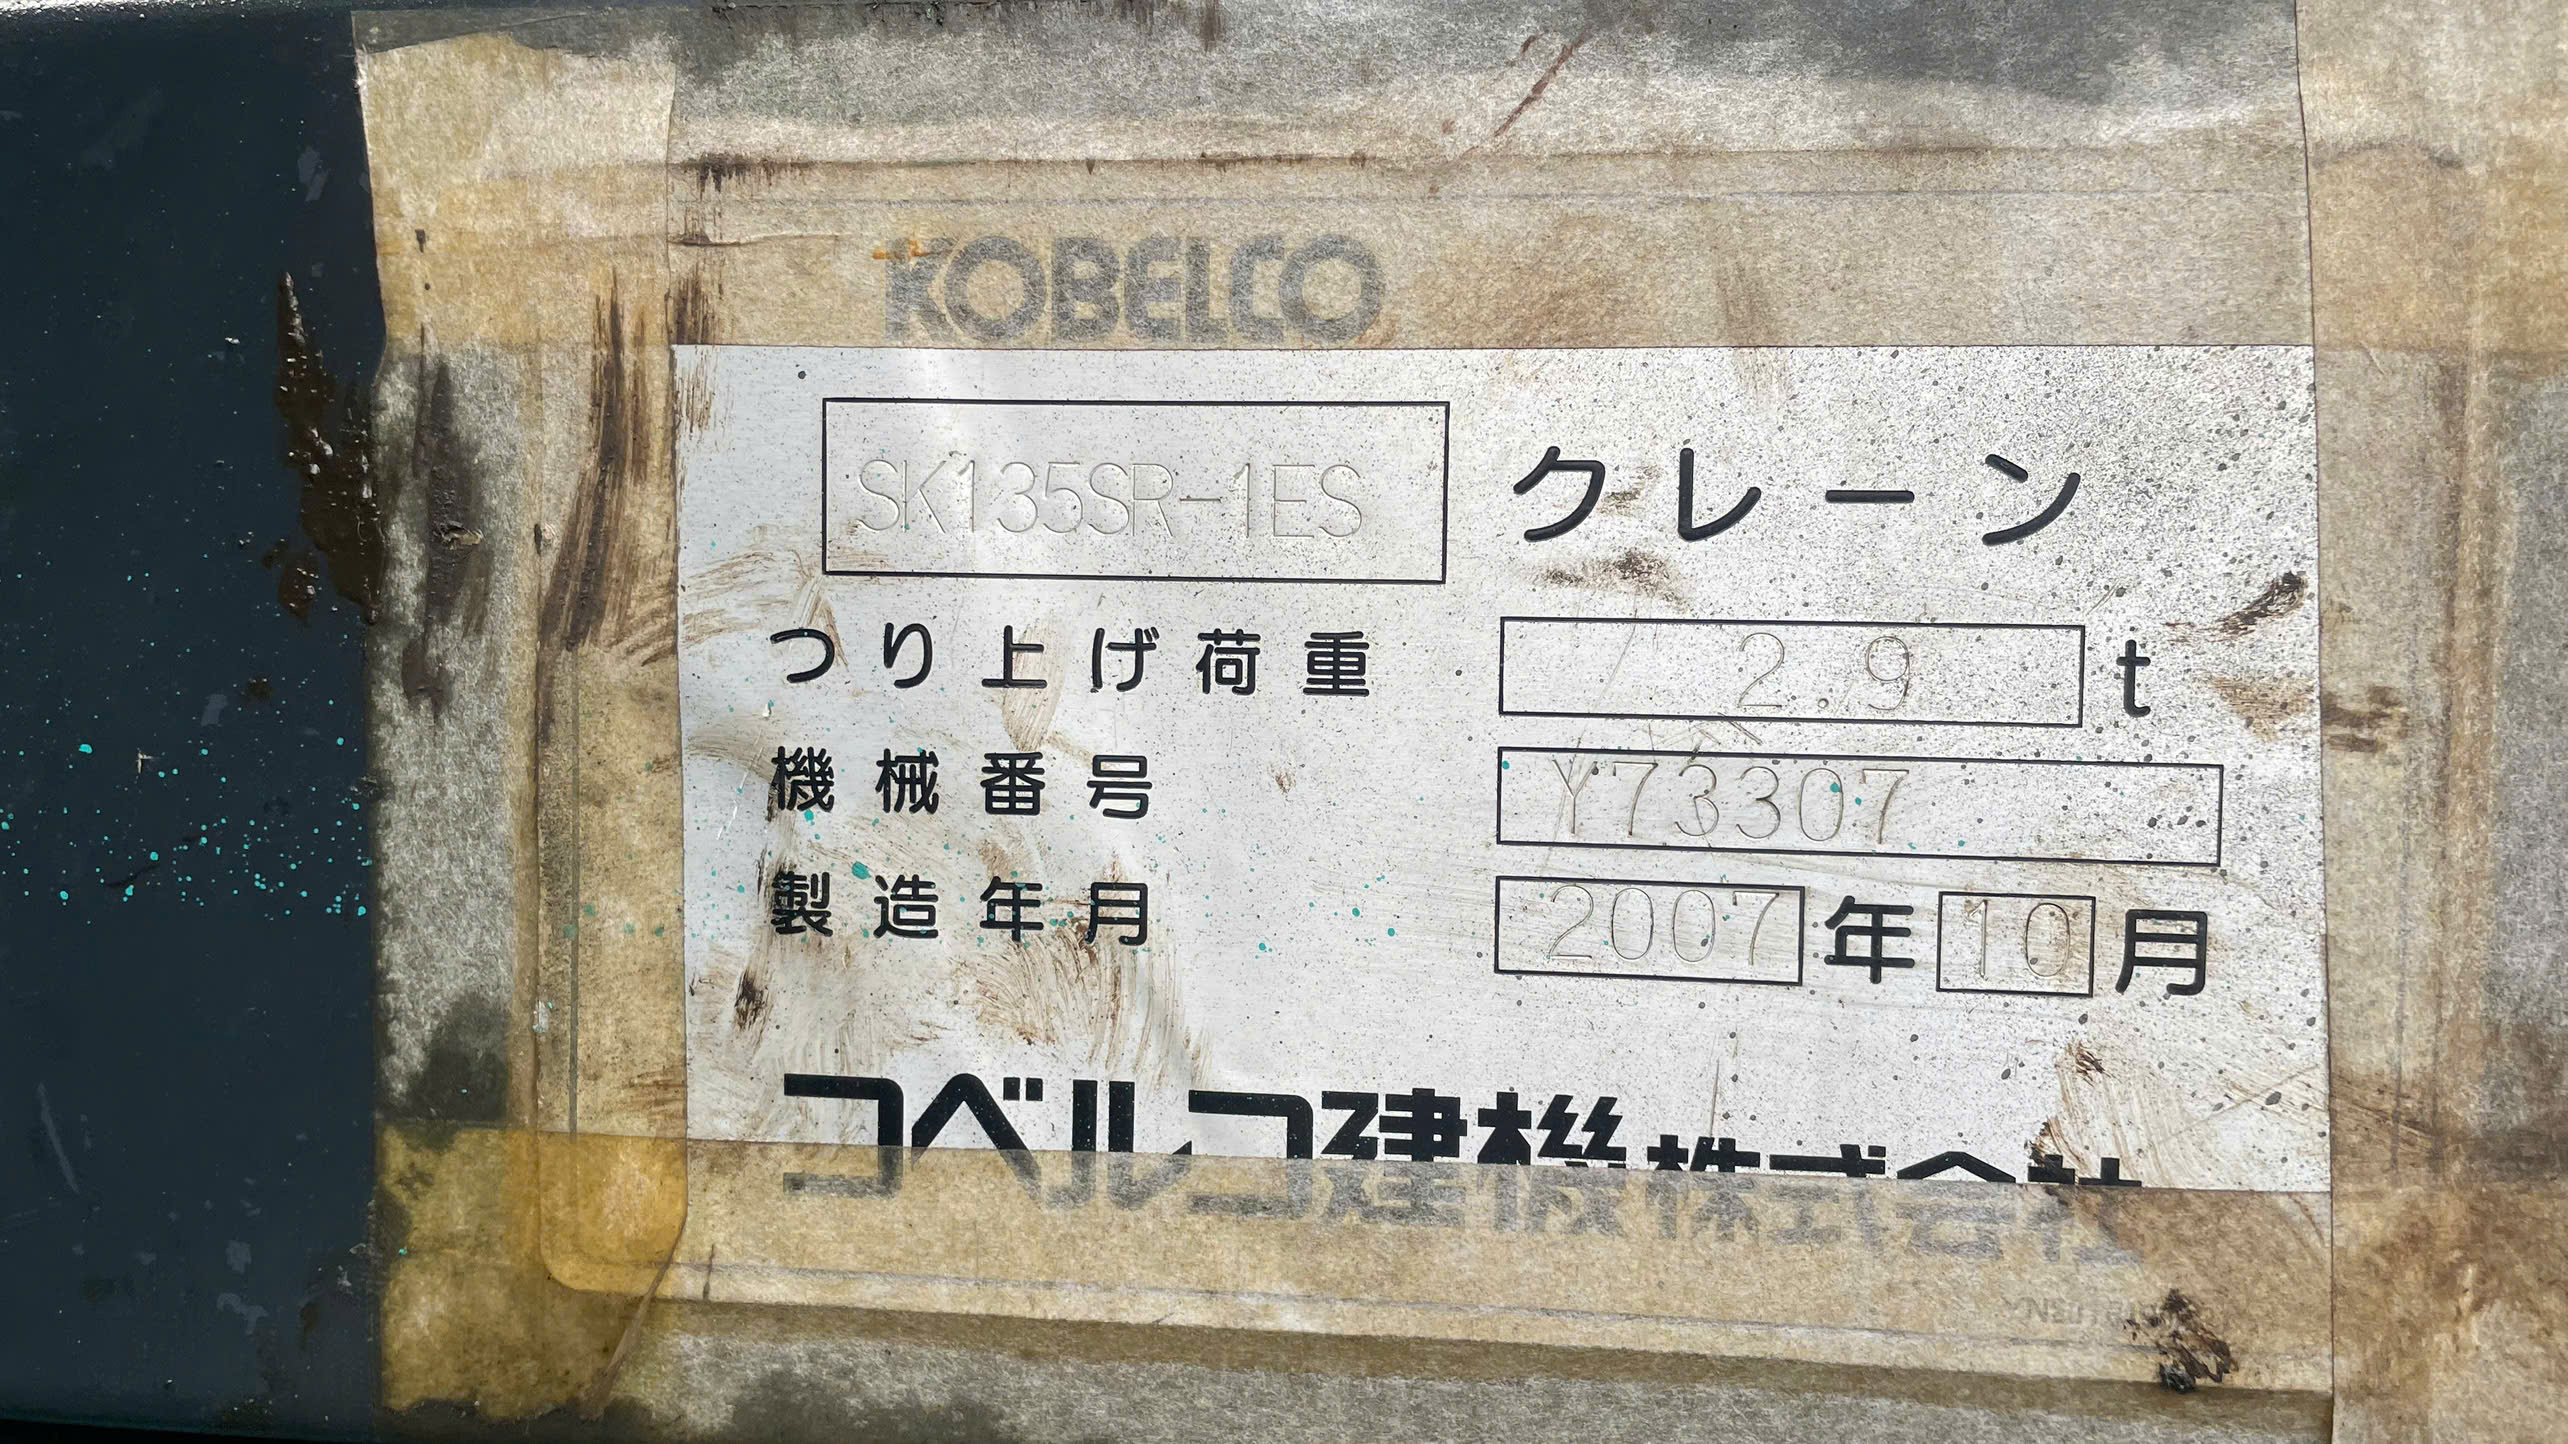 KOBELCO
SK135SR-1ES クレーン
つり上げ荷重 2.9 t
機械番号 Y73307
製造年月 2007 年 10 月
コベルコ建機株式会社